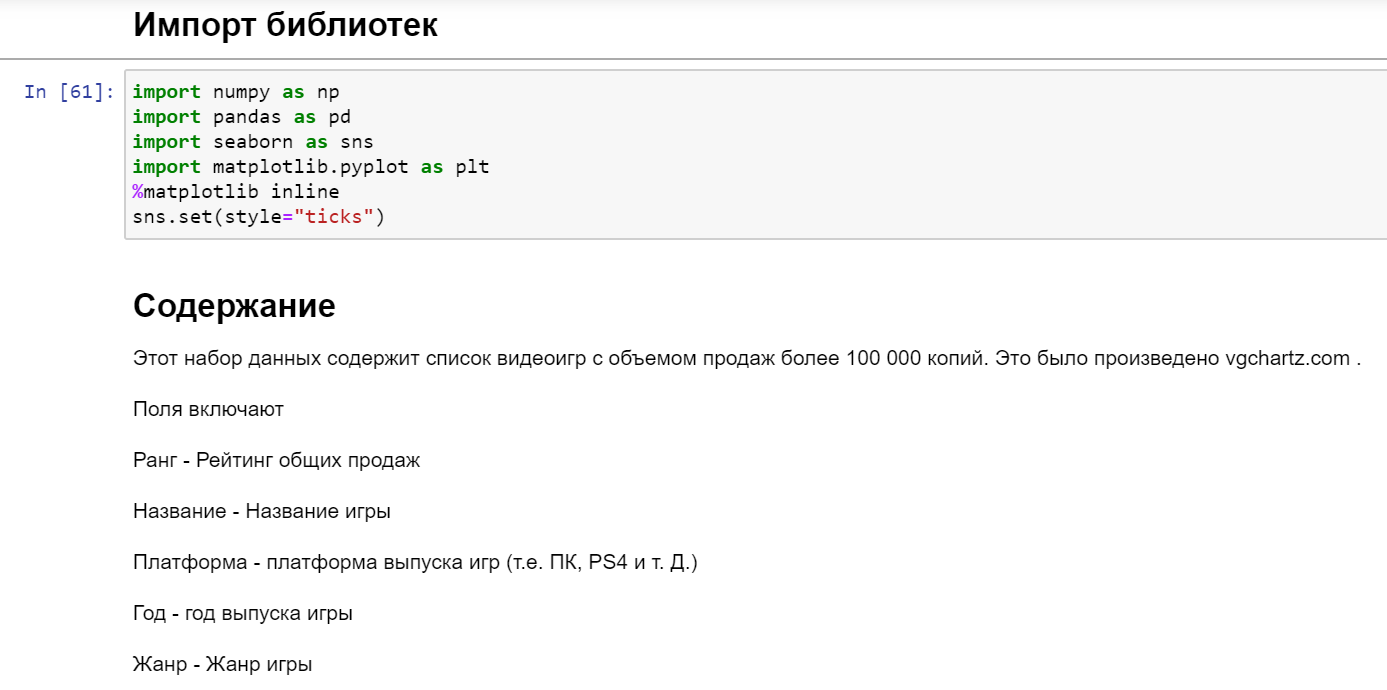 Импорт библиотек
In [61]:
import numpy as np
import pandas as pd
import seaborn as sns
import matplotlib.pyplot as plt
%matplotlib inline
sns.set(style="ticks")
Содержание
Этот набор данных содержит список видеоигр с объемом продаж более 100 000 копий. Это было произведено vgchartz.com .
Поля включают
Ранг - Рейтинг общих продаж
Название - Название игры
Платформа - платформа выпуска игр (т.е. ПК, PS4 и т. Д.)
Год - год выпуска игры
Жанр - Жанр игры